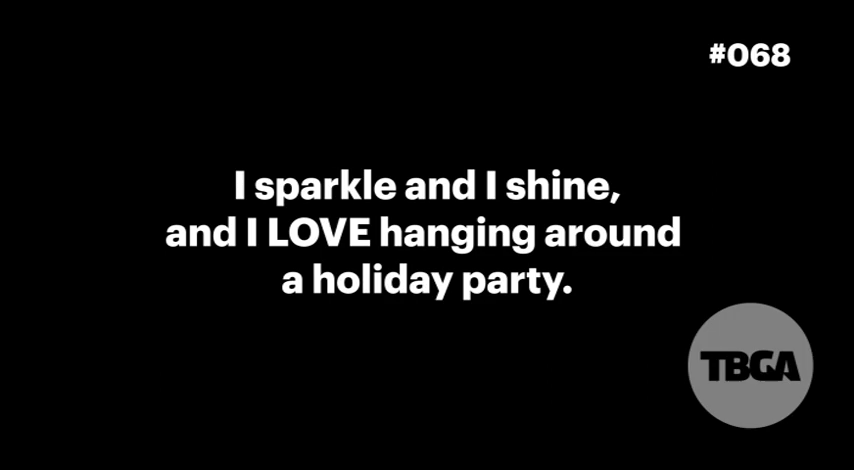 #068
I sparkle and I shine,
and I LOVE hanging around
a holiday party.
TBGA